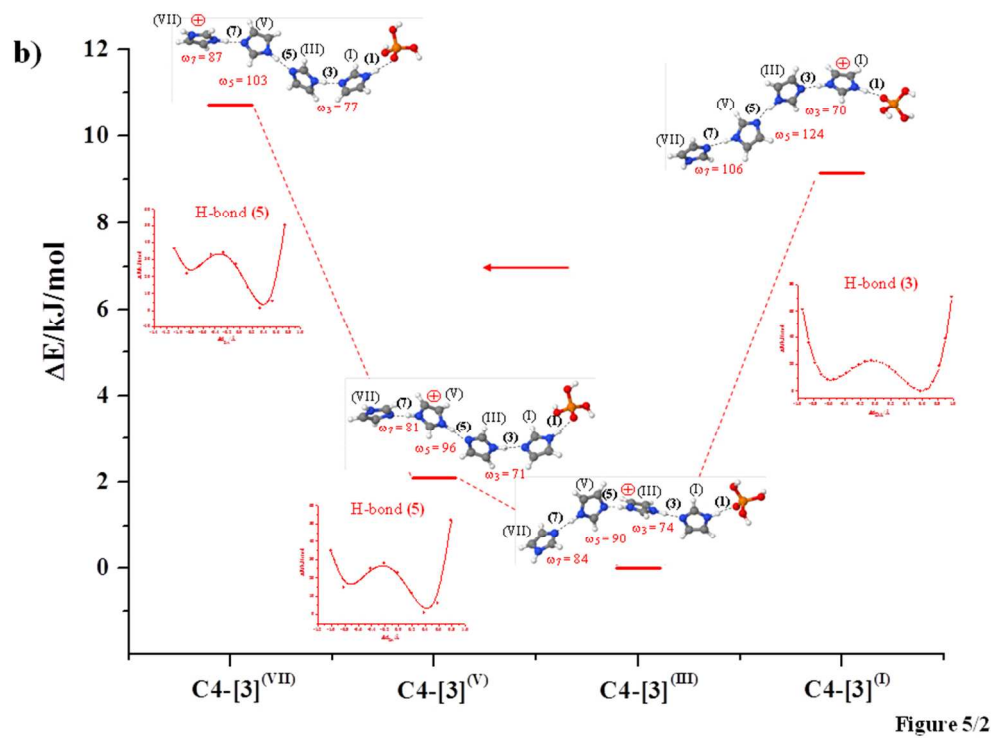 b)
ΔE/kJ/mol
12
10
8
6
4
2
0
(VII) ⊕ (7) (V) (5) (III) (3) (I) (1)
ω7 = 87
ω5 = 103
ω3 = 77
(III) (3) ⊕ (I) (1)
ω3 = 70
(V) (5)
ω5 = 124
(VII) (7)
ω7 = 106
H-bond (5)
H-bond (3)
(VII) (7) ⊕ (V) (5) (III) (3) (I) (1)
ω7 = 81
ω5 = 96
ω3 = 71
H-bond (5)
(V) (5) ⊕ (III) (3) (I) (1)
(VII) (7)
ω3 = 74
ω5 = 90
ω7 = 84
C4-[3](VII) C4-[3](V) C4-[3](III) C4-[3](I)
Figure 5/2